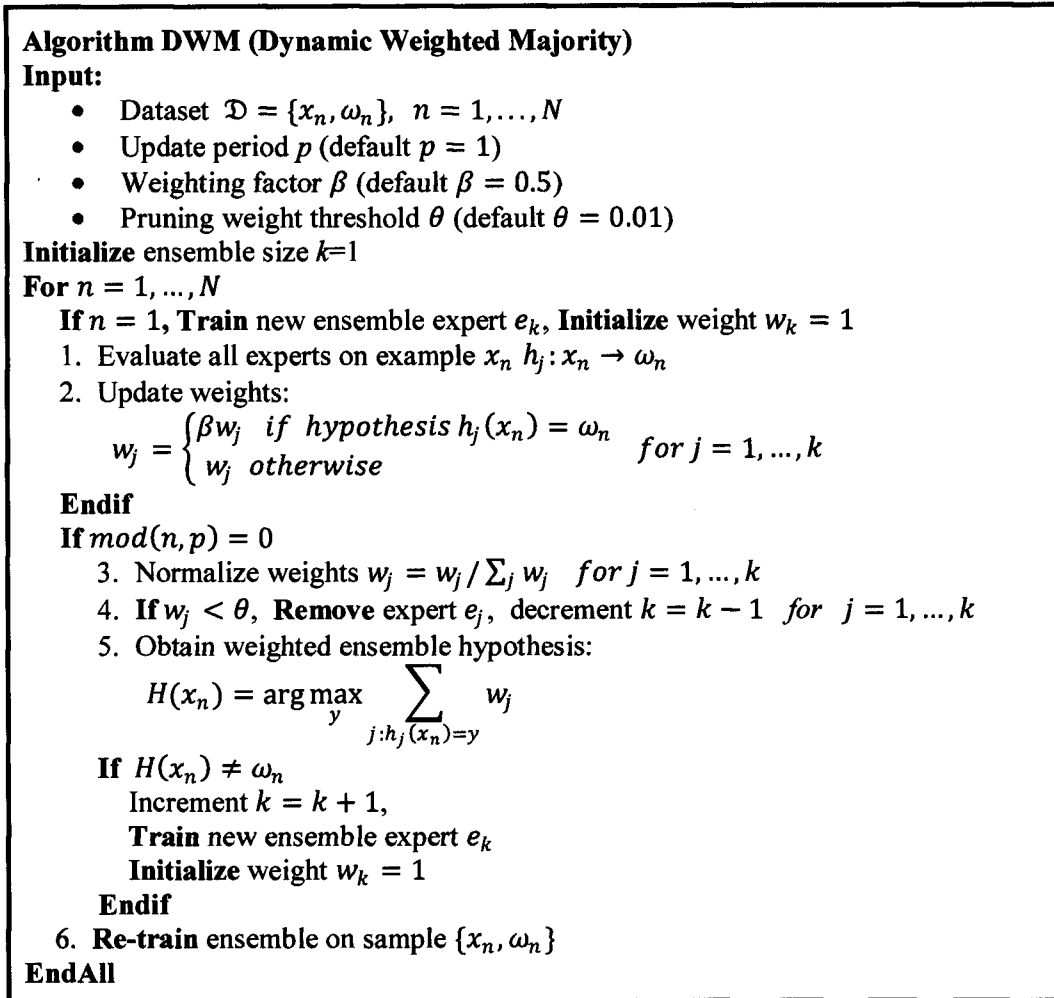 Algorithm DWM (Dynamic Weighted Majority)
Input:
• Dataset 𝔇 = {xₙ, ωₙ}, n = 1,..., N
• Update period p (default p = 1)
• Weighting factor β (default β = 0.5)
• Pruning weight threshold θ (default θ = 0.01)
Initialize ensemble size k=1
For n = 1, ..., N
If n = 1, Train new ensemble expert eₖ, Initialize weight wₖ = 1
1. Evaluate all experts on example xₙ hⱼ: xₙ → ωₙ
2. Update weights:
wⱼ = { βwⱼ if hypothesis hⱼ(xₙ) = ωₙ
wⱼ otherwise for j = 1, ..., k
Endif
If mod(n, p) = 0
3. Normalize weights wⱼ = wⱼ/∑ⱼ wⱼ for j = 1, ..., k
4. If wⱼ < θ, Remove expert eⱼ, decrement k = k − 1 for j = 1, ..., k
5. Obtain weighted ensemble hypothesis:
H(xₙ) = arg max_y ∑_{j:hⱼ(xₙ)=y} wⱼ
If H(xₙ) ≠ ωₙ
Increment k = k + 1,
Train new ensemble expert eₖ
Initialize weight wₖ = 1
Endif
6. Re-train ensemble on sample {xₙ, ωₙ}
EndAll